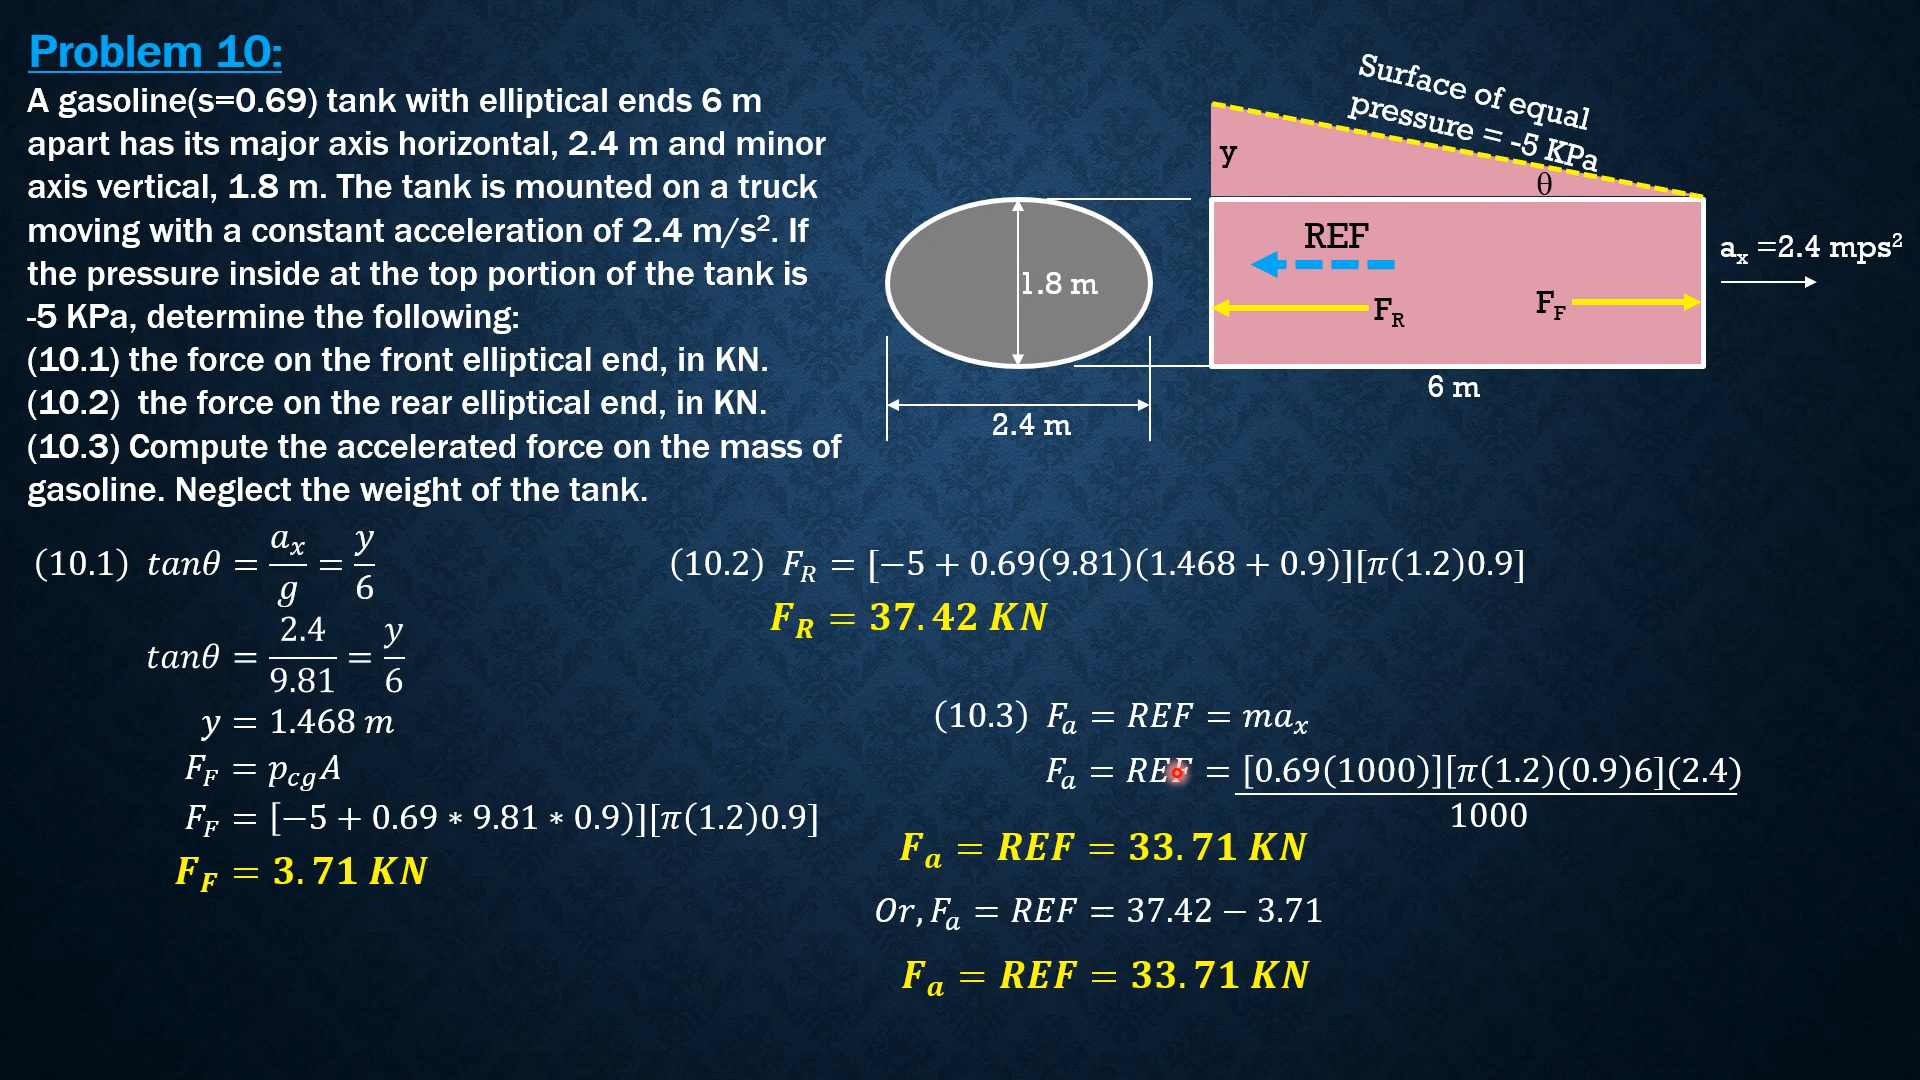 Problem 10:
A gasoline(s=0.69) tank with elliptical ends 6 m
apart has its major axis horizontal, 2.4 m and minor
axis vertical, 1.8 m. The tank is mounted on a truck
moving with a constant acceleration of 2.4 m/s². If
the pressure inside at the top portion of the tank is
-5 KPa, determine the following:
(10.1) the force on the front elliptical end, in KN.
(10.2) the force on the rear elliptical end, in KN.
(10.3) Compute the accelerated force on the mass of
gasoline. Neglect the weight of the tank.
1.8 m
2.4 m
Surface of equal
pressure = -5 KPa
y
θ
REF
F_R
F_F
a_x =2.4 mps²
6 m
(10.1) tanθ = a_x/g = y/6
tanθ = 2.4/9.81 = y/6
y = 1.468 m
F_F = p_cg A
F_F = [−5 + 0.69 ∗ 9.81 ∗ 0.9)][π(1.2)0.9]
F_F = 3.71 KN
(10.2) F_R = [−5 + 0.69(9.81)(1.468 + 0.9)][π(1.2)0.9]
F_R = 37.42 KN
(10.3) F_a = REF = ma_x
F_a = REF = [0.69(1000)][π(1.2)(0.9)6](2.4)/1000
F_a = REF = 33.71 KN
Or, F_a = REF = 37.42 − 3.71
F_a = REF = 33.71 KN